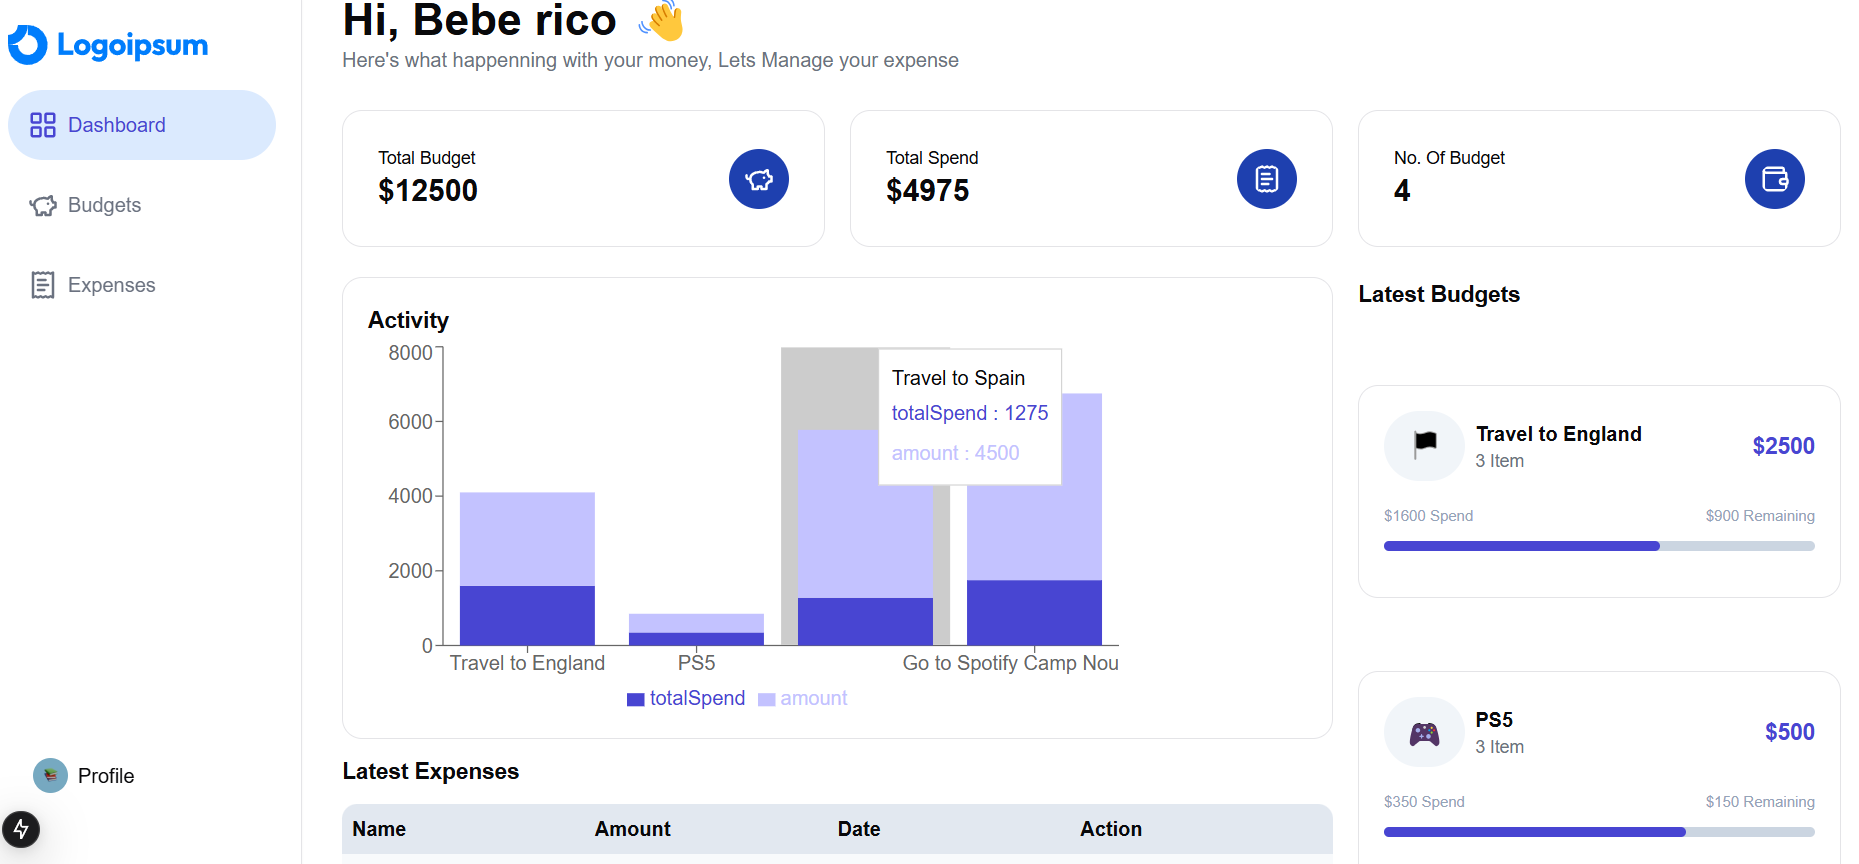 Logoipsum
Dashboard
Budgets
Expenses
Profile
Hi, Bebe rico 👋
Here's what happenning with your money, Lets Manage your expense
Total Budget
$12500
Total Spend
$4975
No. Of Budget
4
Activity
8000
6000
4000
2000
0
Travel to Spain
totalSpend : 1275
amount : 4500
Travel to England PS5 Go to Spotify Camp Nou
totalSpend amount
Latest Expenses
Name Amount Date Action
Latest Budgets
Travel to England
3 Item
$2500
$1600 Spend $900 Remaining
PS5
3 Item
$500
$350 Spend $150 Remaining